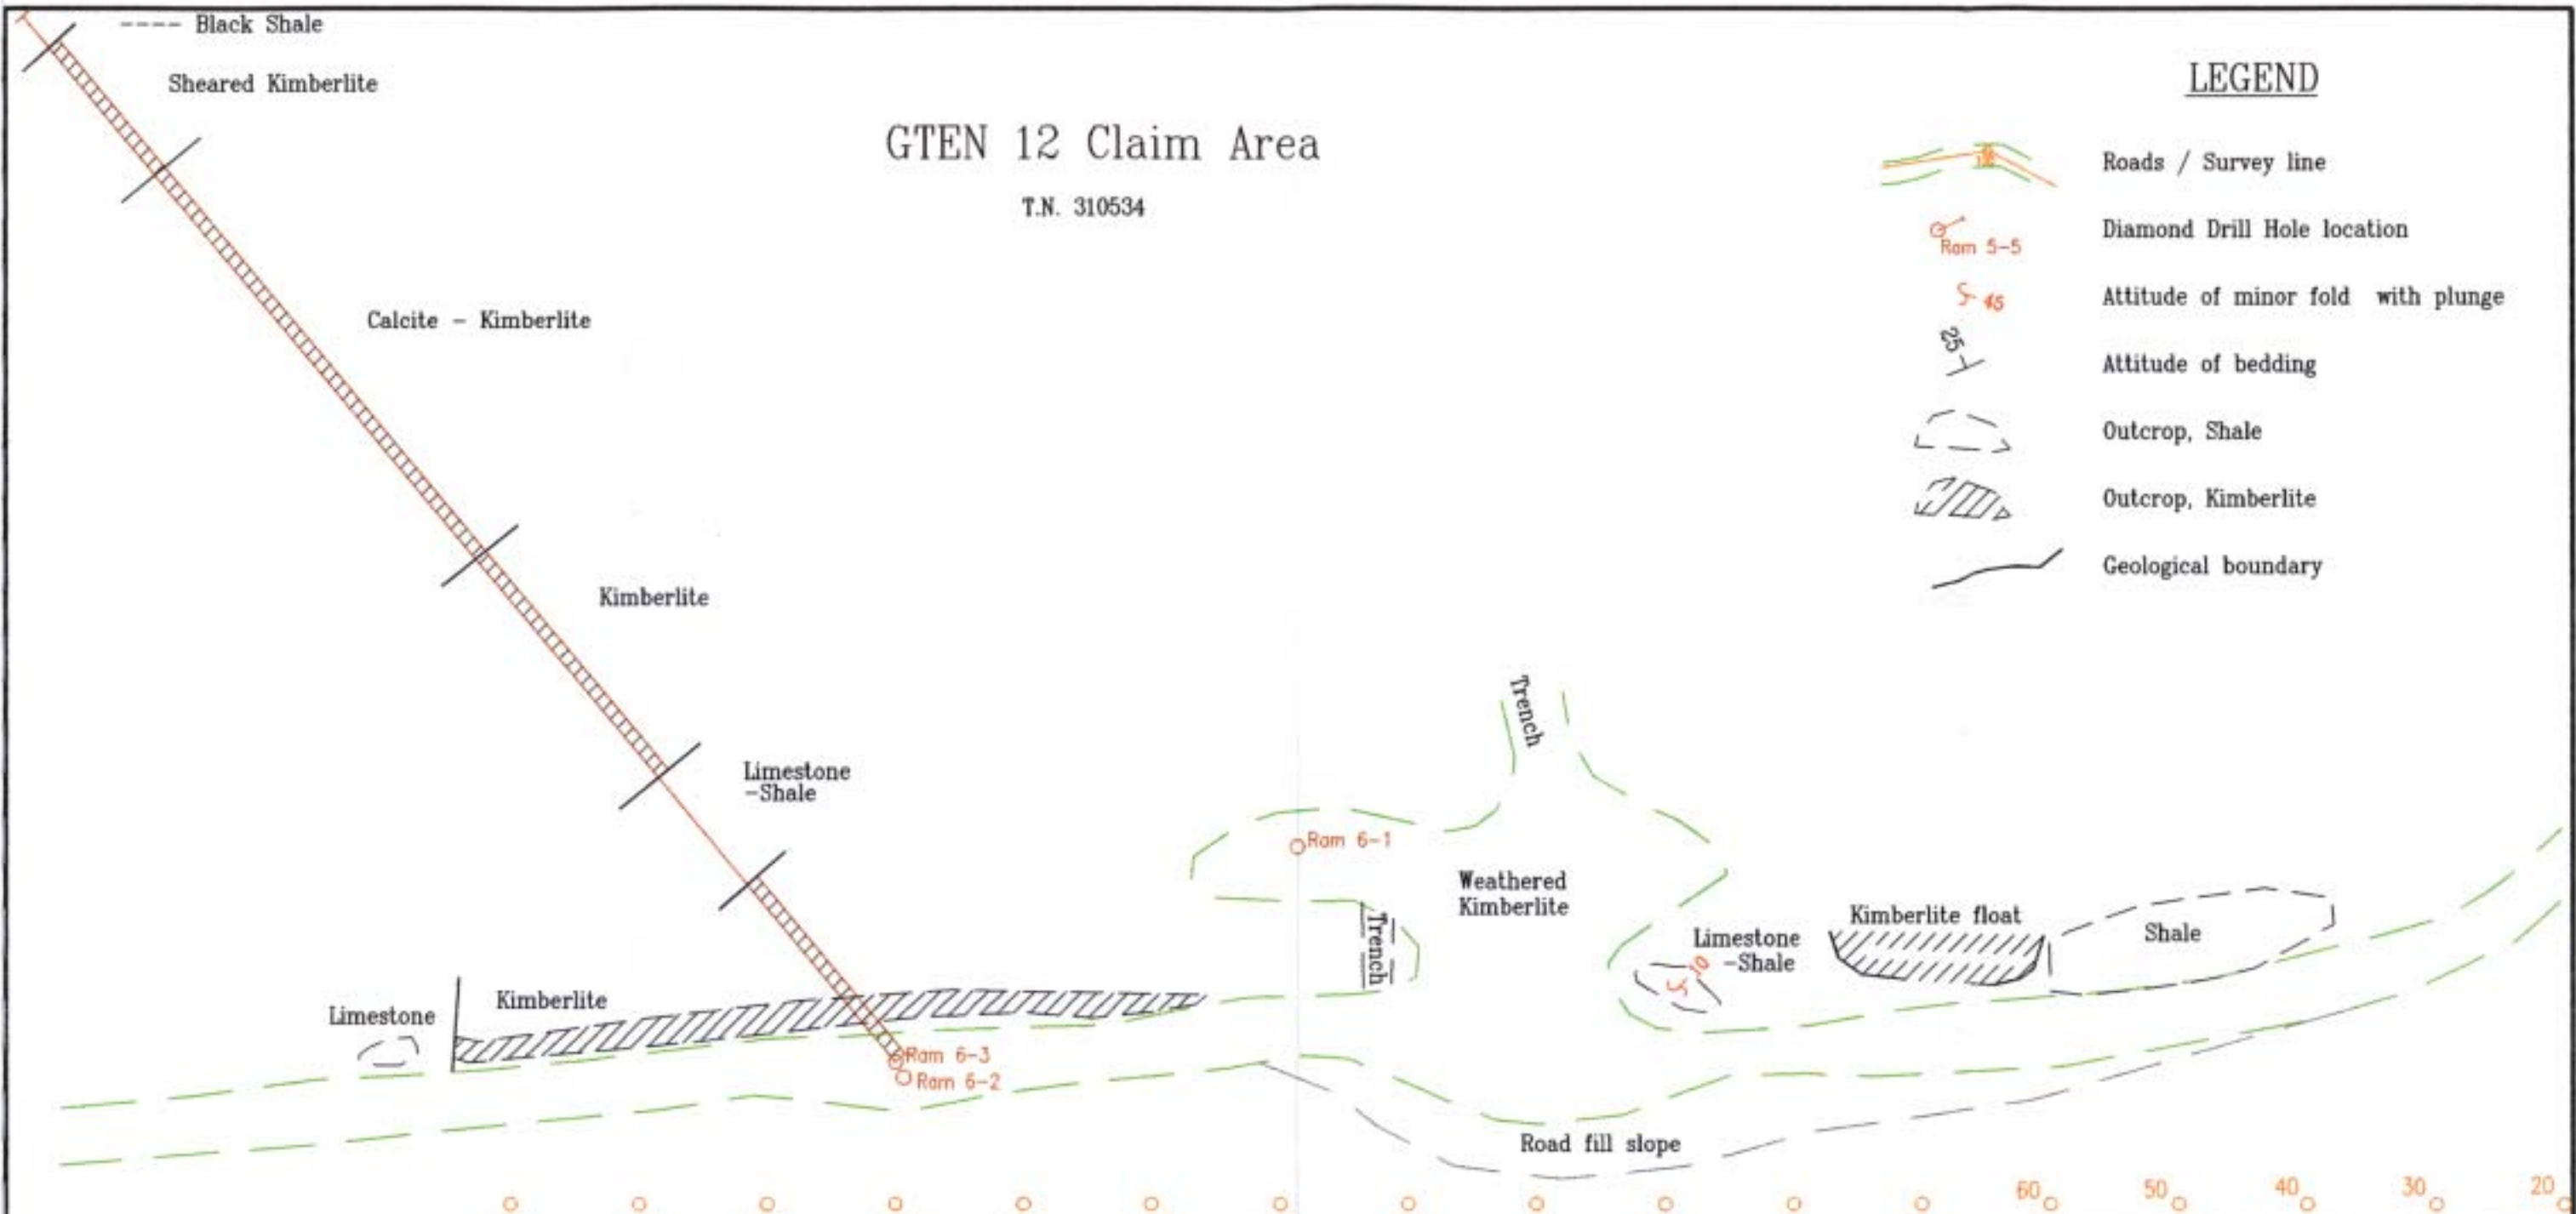 ---- Black Shale
Sheared Kimberlite
GTEN 12 Claim Area
T.N. 310534
Calcite - Kimberlite
Kimberlite
Limestone
-Shale
LEGEND
Roads / Survey line
Ram 5-5
Diamond Drill Hole location
45
Attitude of minor fold with plunge
25
Attitude of bedding
Outcrop, Shale
Outcrop, Kimberlite
Geological boundary
Trench
Ram 6-1
Weathered
Kimberlite
Trench
Limestone
-Shale
10
Kimberlite float
Shale
Limestone
Kimberlite
Ram 6-3
Ram 6-2
Road fill slope
60
50
40
30
20